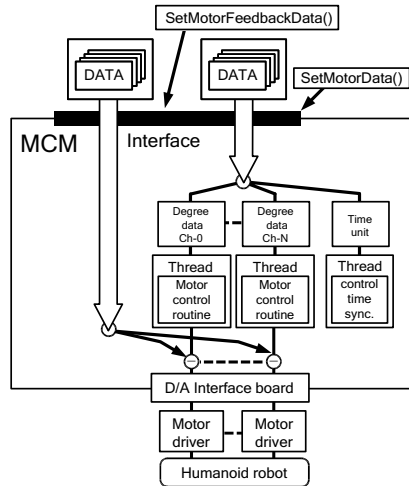 SetMotorFeedbackData()
DATA
DATA
SetMotorData()
MCM
Interface
Degree
data
Ch-0
Degree
data
Ch-N
Time
unit
Thread
Motor
control
routine
Thread
Motor
control
routine
Thread
control
time
sync.
D/A Interface board
Motor
driver
Motor
driver
Humanoid robot